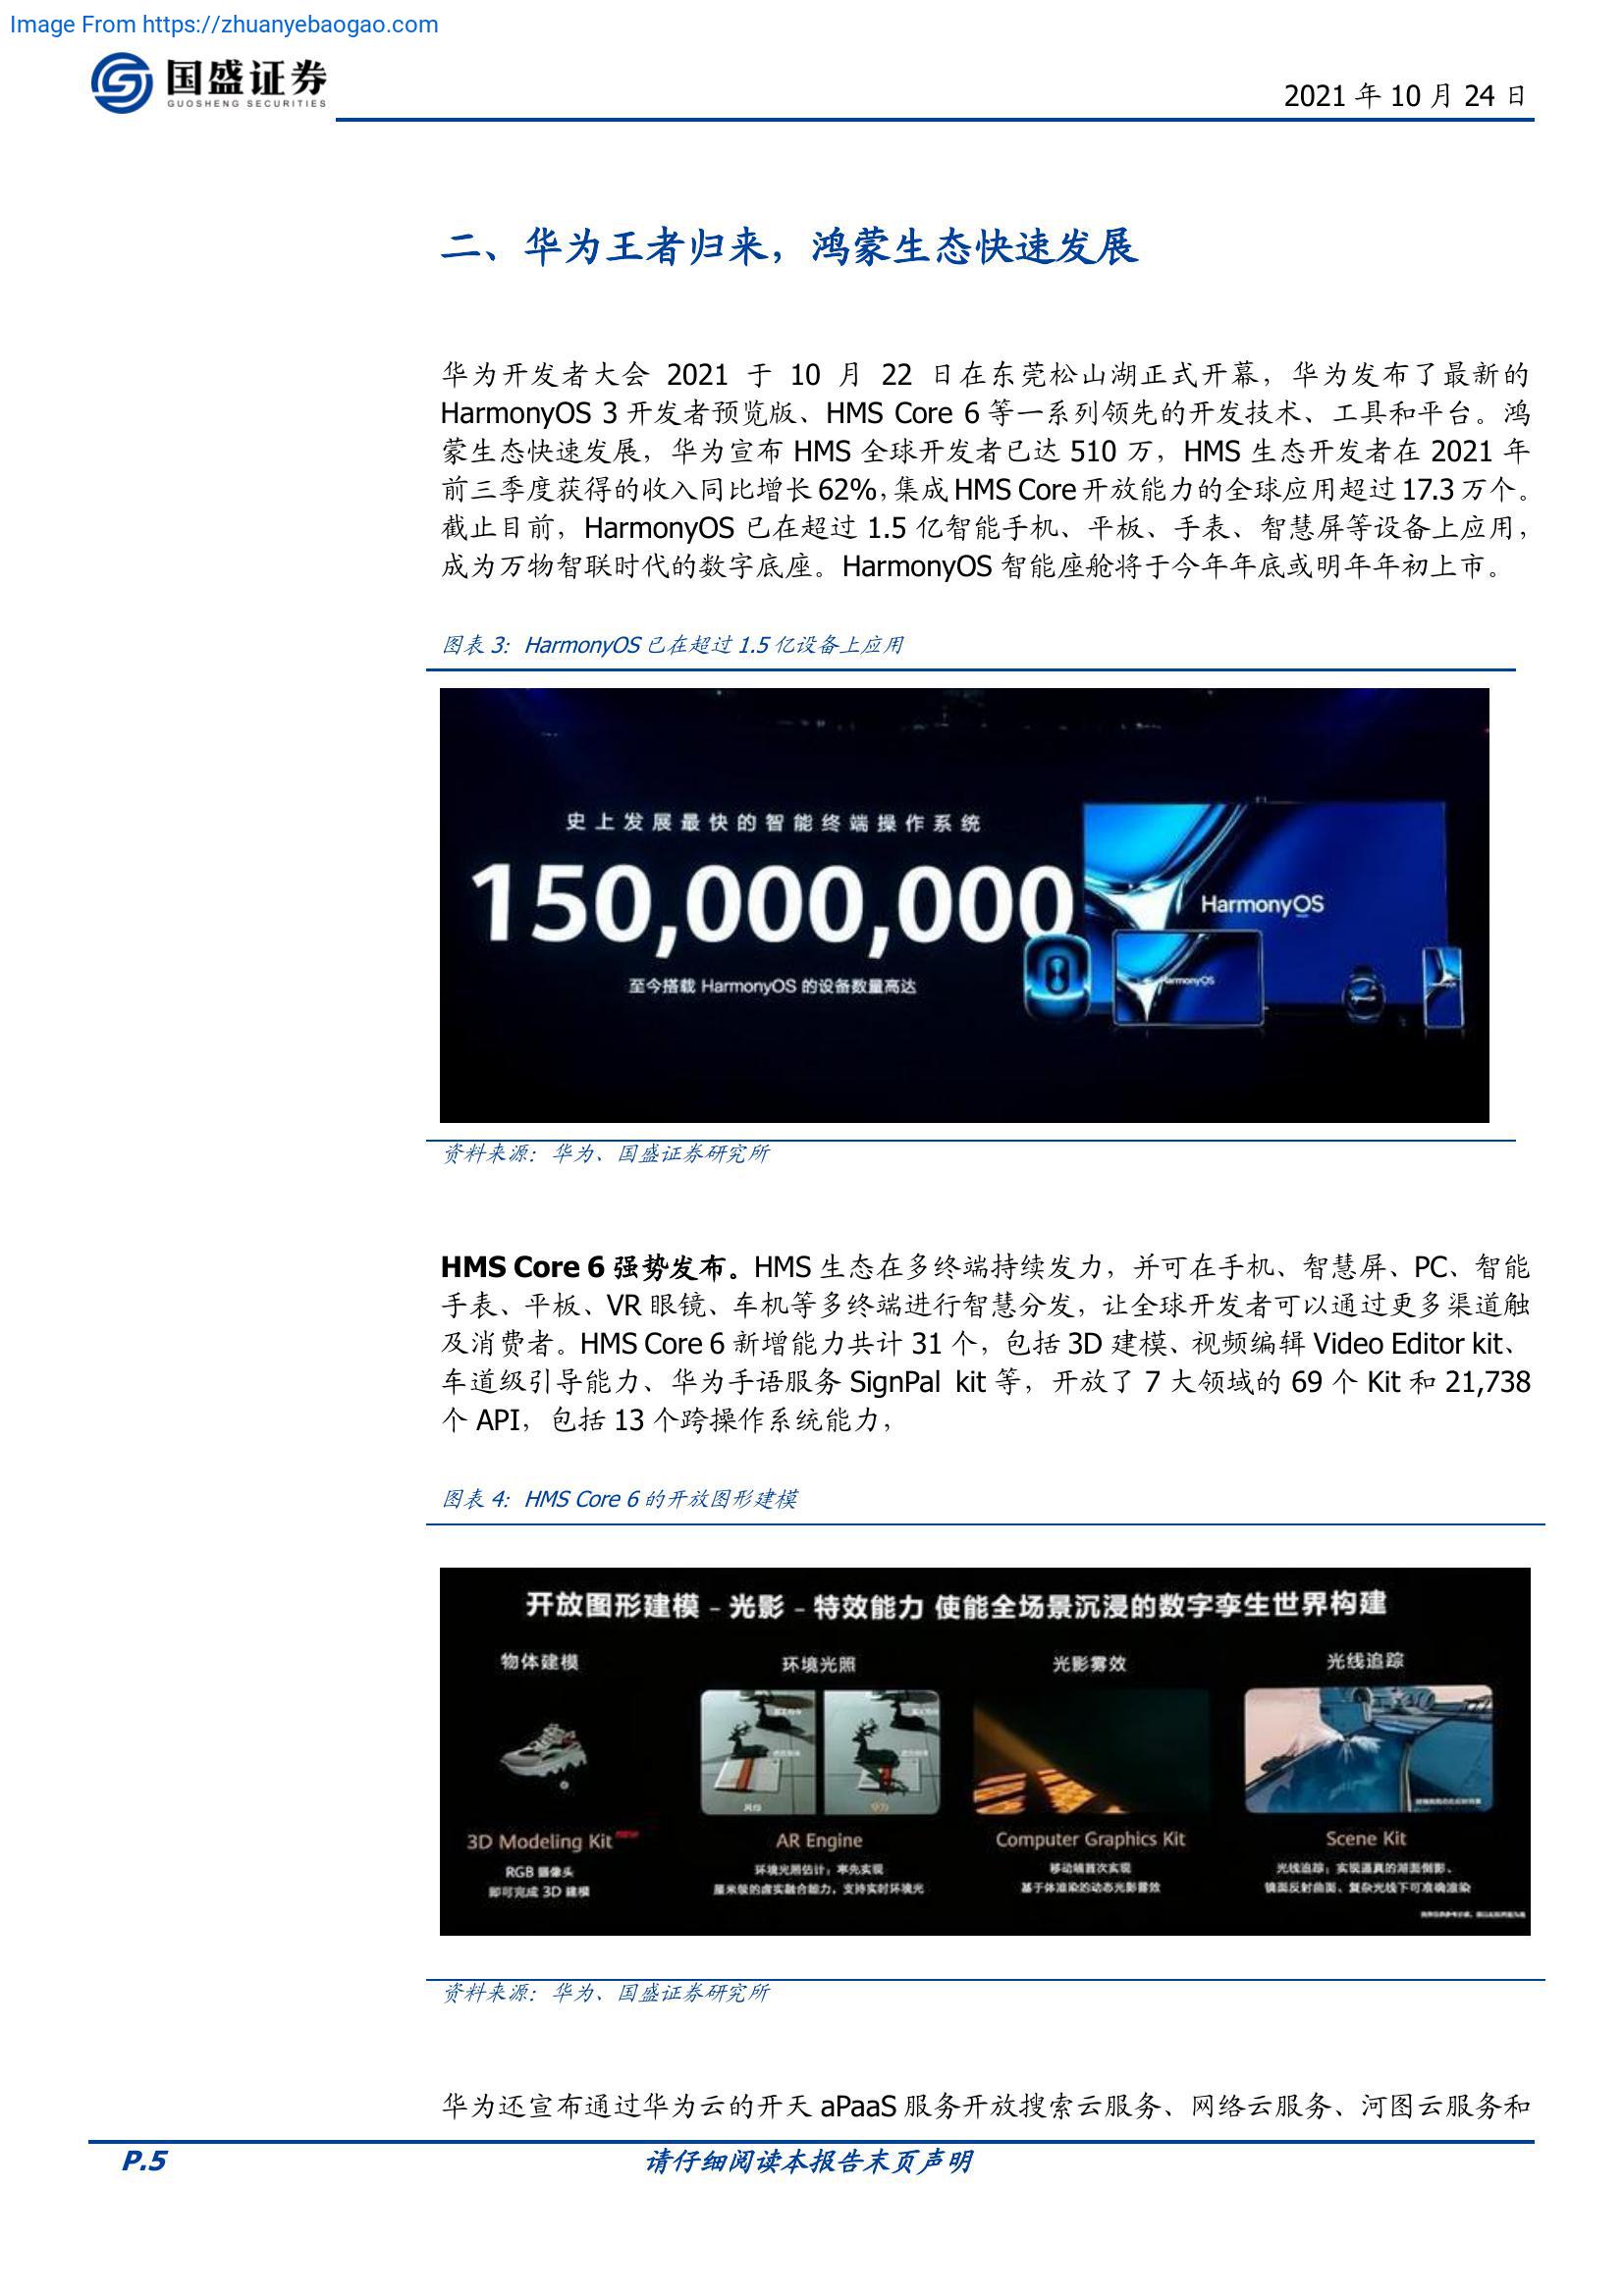 Image From https://zhuanyebaogao.com
国盛证券
GUOSHENG SECURITIES
2021 年 10 月 24 日
二、华为王者归来，鸿蒙生态快速发展
华为开发者大会 2021 于 10 月 22 日在东莞松山湖正式开幕，华为发布了最新的
HarmonyOS 3 开发者预览版、HMS Core 6 等一系列领先的开发技术、工具和平台。鸿
蒙生态快速发展，华为宣布 HMS 全球开发者已达 510 万，HMS 生态开发者在 2021 年
前三季度获得的收入同比增长 62%，集成 HMS Core 开放能力的全球应用超过 17.3 万个。
截止目前，HarmonyOS 已在超过 1.5 亿智能手机、平板、手表、智慧屏等设备上应用，
成为万物智联时代的数字底座。HarmonyOS 智能座舱将于今年年底或明年年初上市。
图表 3：HarmonyOS 已在超过 1.5 亿设备上应用
史上发展最快的智能终端操作系统
150,000,000
至今搭载 HarmonyOS 的设备数量高达
HarmonyOS
资料来源：华为、国盛证券研究所
HMS Core 6 强势发布。HMS 生态在多终端持续发力，并可在手机、智慧屏、PC、智能
手表、平板、VR 眼镜、车机等多终端进行智慧分发，让全球开发者可以通过更多渠道触
及消费者。HMS Core 6 新增能力共计 31 个，包括 3D 建模、视频编辑 Video Editor kit、
车道级引导能力、华为手语服务 SignPal kit 等，开放了 7 大领域的 69 个 Kit 和 21,738
个 API，包括 13 个跨操作系统能力，
图表 4：HMS Core 6 的开放图形建模
开放图形建模 – 光影 – 特效能力 使能全场景沉浸的数字孪生世界构建
物体建模
环境光照
光影雾效
光线追踪
3D Modeling Kit
AR Engine
Computer Graphics Kit
Scene Kit
RGB 摄像头
即可完成 3D 建模
环境光照估计：率先实现
厘米级的虚实融合能力，支持实时环境光
移动端首次实现
基于体渲染的动态光影雾效
光线追踪：实现逼真的湖面倒影、
镜面反射曲面、复杂光线下可准确渲染
资料来源：华为、国盛证券研究所
华为还宣布通过华为云的开天 aPaaS 服务开放搜索云服务、网络云服务、河图云服务和
P.5
请仔细阅读本报告末页声明